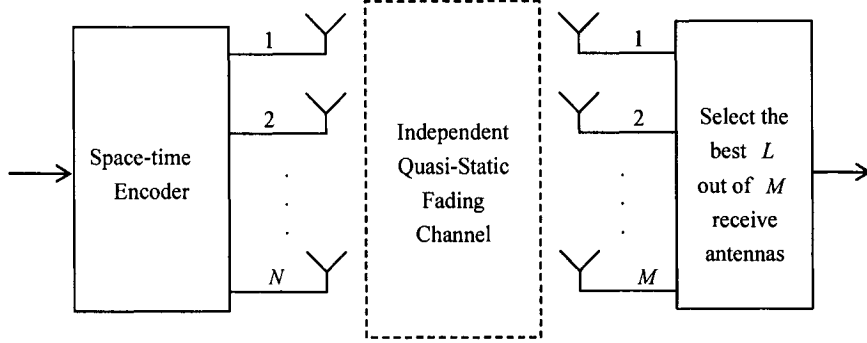 Space-time
Encoder
1
2
N
Independent
Quasi-Static
Fading
Channel
1
2
M
Select the
best L
out of M
receive
antennas